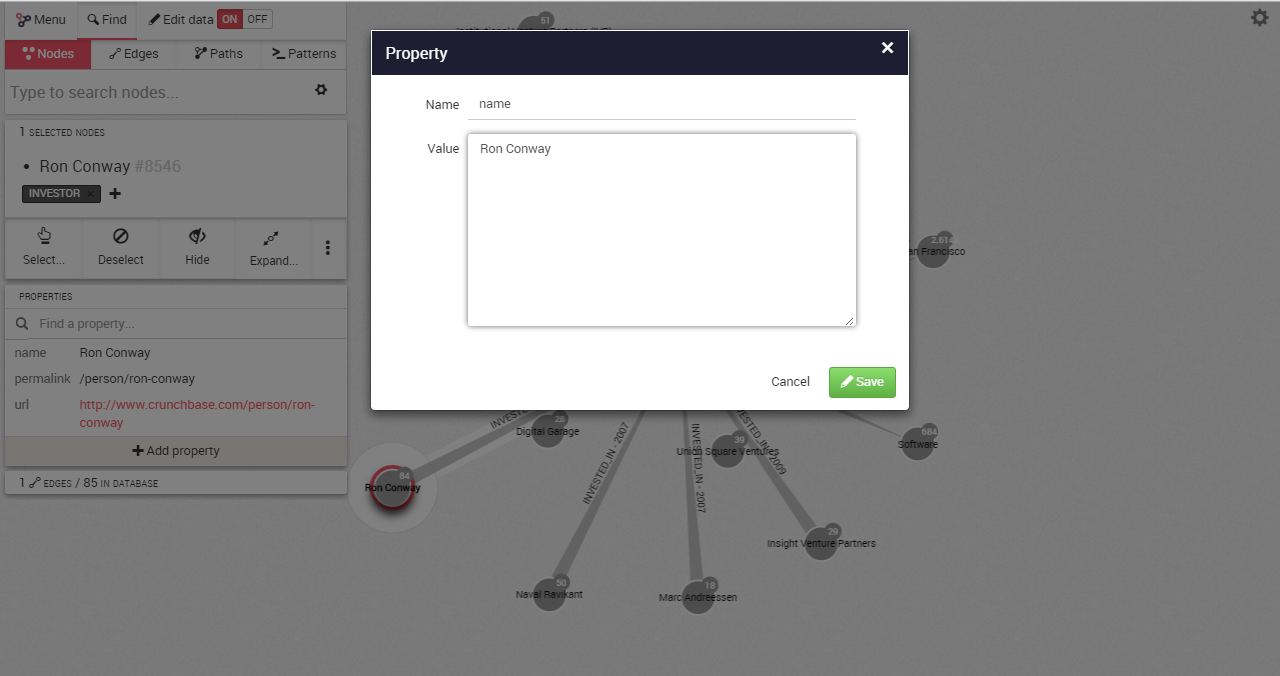 Menu
Find
Edit data
ON
OFF
Nodes
Edges
Paths
Patterns
Type to search nodes...
1 SELECTED NODES
Ron Conway #8546
INVESTOR
Select...
Deselect
Hide
Expand...
PROPERTIES
Find a property...
name Ron Conway
permalink /person/ron-conway
url http://www.crunchbase.com/person/ron-
conway
Add property
1 EDGES / 85 IN DATABASE
51
Property
Name name
Value Ron Conway
Cancel
Save
2.614
an Francisco
INVESTE
28
Digital Garage
84
Ron Conway
INVESTED_IN - 2007
INVESTED_IN - 2007
39
Union Square Ventures
INVESTED_IN - 2009
684
Software
29
Insight Venture Partners
50
Naval Ravikant
18
Marc Andreessen